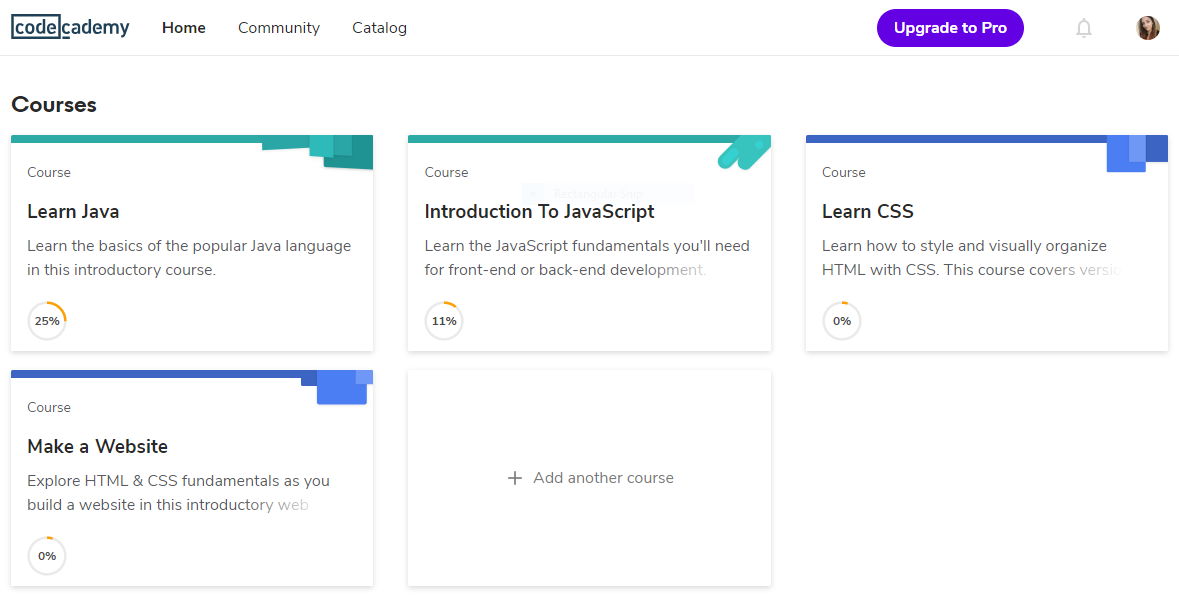 codecademy
Home
Community
Catalog
Upgrade to Pro
Courses
Course
Learn Java
Learn the basics of the popular Java language
in this introductory course.
25%
Course
Rectangular Snip
Introduction To JavaScript
Learn the JavaScript fundamentals you'll need
for front-end or back-end development.
11%
Course
Learn CSS
Learn how to style and visually organize
HTML with CSS. This course covers versio
0%
Course
Make a Website
Explore HTML & CSS fundamentals as you
build a website in this introductory web
0%
+ Add another course